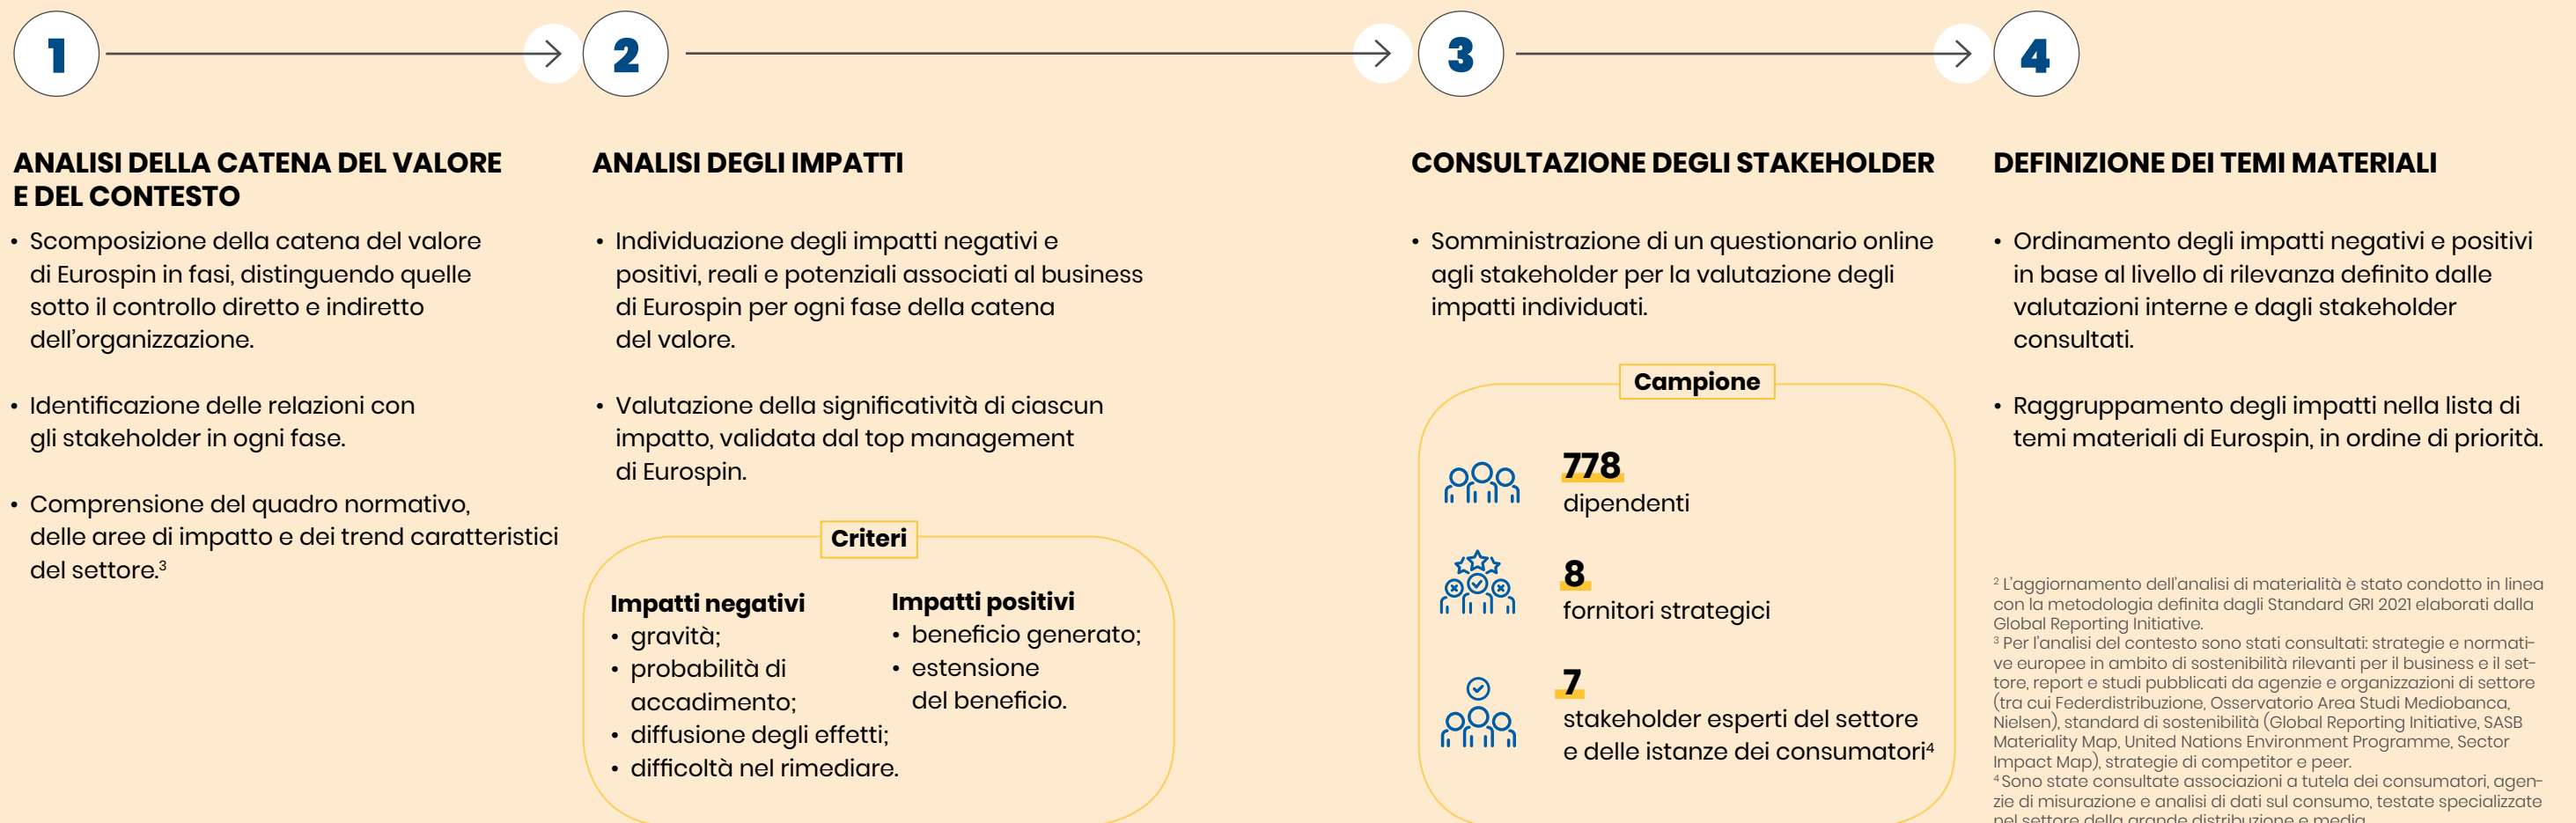 1
2
3
4
ANALISI DELLA CATENA DEL VALORE
E DEL CONTESTO
• Scomposizione della catena del valore
di Eurospin in fasi, distinguendo quelle
sotto il controllo diretto e indiretto
dell'organizzazione.
• Identificazione delle relazioni con
gli stakeholder in ogni fase.
• Comprensione del quadro normativo,
delle aree di impatto e dei trend caratteristici
del settore.³
ANALISI DEGLI IMPATTI
• Individuazione degli impatti negativi e
positivi, reali e potenziali associati al business
di Eurospin per ogni fase della catena
del valore.
• Valutazione della significatività di ciascun
impatto, validata dal top management
di Eurospin.
Criteri
Impatti negativi
• gravità;
• probabilità di
accadimento;
• diffusione degli effetti;
• difficoltà nel rimediare.
Impatti positivi
• beneficio generato;
• estensione
del beneficio.
CONSULTAZIONE DEGLI STAKEHOLDER
• Somministrazione di un questionario online
agli stakeholder per la valutazione degli
impatti individuati.
Campione
778
dipendenti
8
fornitori strategici
7
stakeholder esperti del settore
e delle istanze dei consumatori⁴
DEFINIZIONE DEI TEMI MATERIALI
• Ordinamento degli impatti negativi e positivi
in base al livello di rilevanza definito dalle
valutazioni interne e dagli stakeholder
consultati.
• Raggruppamento degli impatti nella lista di
temi materiali di Eurospin, in ordine di priorità.
² L'aggiornamento dell'analisi di materialità è stato condotto in linea
con la metodologia definita dagli Standard GRI 2021 elaborati dalla
Global Reporting Initiative.
³ Per l'analisi del contesto sono stati consultati: strategie e normati-
ve europee in ambito di sostenibilità rilevanti per il business e il set-
tore, report e studi pubblicati da agenzie e organizzazioni di settore
(tra cui Federdistribuzione, Osservatorio Area Studi Mediobanca,
Nielsen), standard di sostenibilità (Global Reporting Initiative, SASB
Materiality Map, United Nations Environment Programme, Sector
Impact Map), strategie di competitor e peer.
⁴ Sono state consultate associazioni a tutela dei consumatori, agen-
zie di misurazione e analisi di dati sul consumo, testate specializzate
nel settore della grande distribuzione e media.